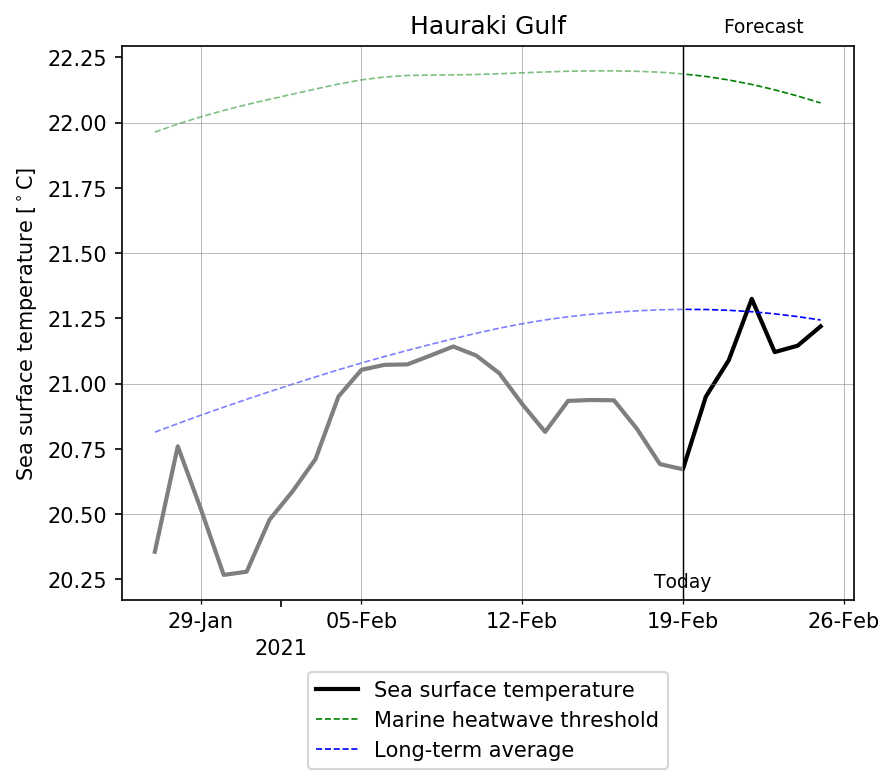 Hauraki Gulf
Forecast
22.25
22.00
21.75
21.50
21.25
21.00
20.75
20.50
20.25
Sea surface temperature [°C]
Today
29-Jan
05-Feb
12-Feb
19-Feb
26-Feb
2021
Sea surface temperature
Marine heatwave threshold
Long-term average